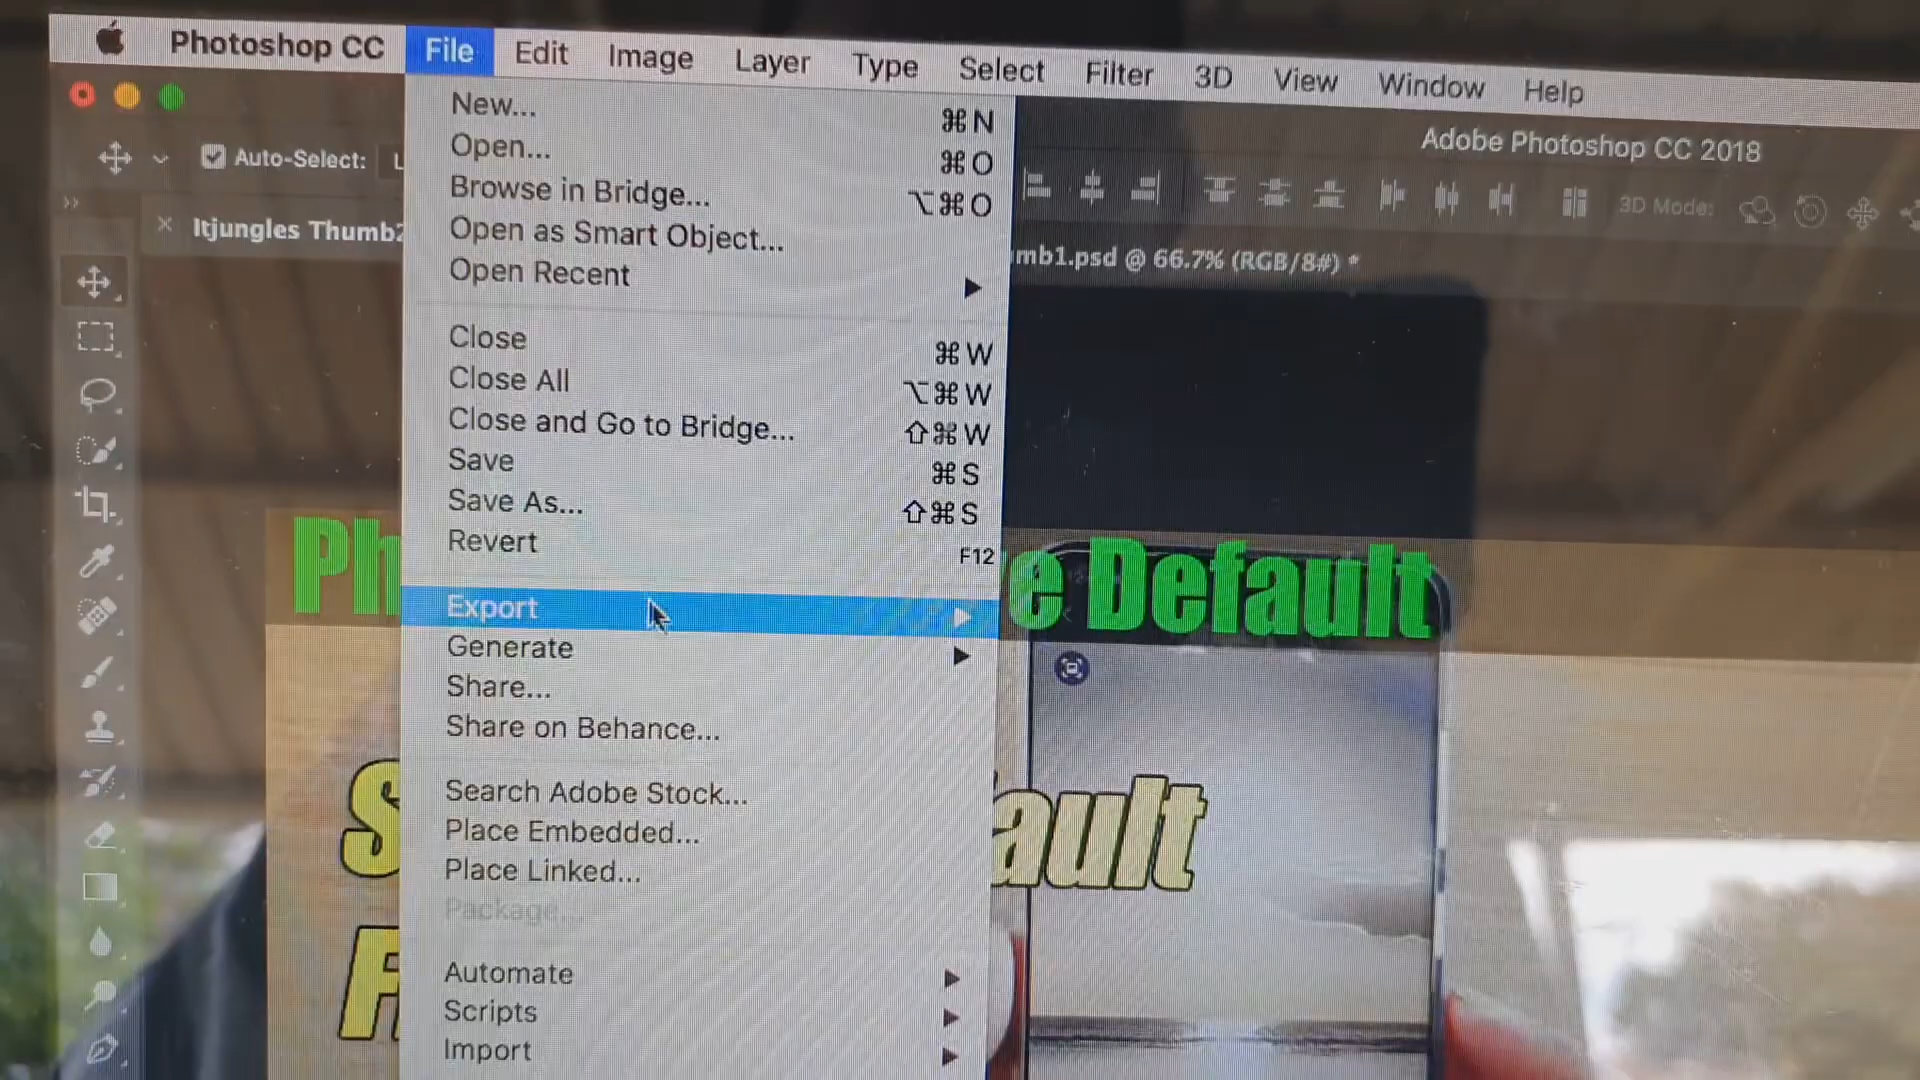 Photoshop CC File Edit Image Layer Type Select Filter 3D View Window Help
Adobe Photoshop CC 2018
Auto-Select:
3D Mode:
Itjungles Thumb2
mb1.psd @ 66.7% (RGB/8#) *
New... ⌘N
Open... ⌘O
Browse in Bridge... ⌥⌘O
Open as Smart Object...
Open Recent
Close ⌘W
Close All ⌥⌘W
Close and Go to Bridge... ⇧⌘W
Save ⌘S
Save As... ⇧⌘S
Revert F12
Export
Generate
Share...
Share on Behance...
Search Adobe Stock...
Place Embedded...
Place Linked...
Package...
Automate
Scripts
Import
Ph e Default
S ault
F